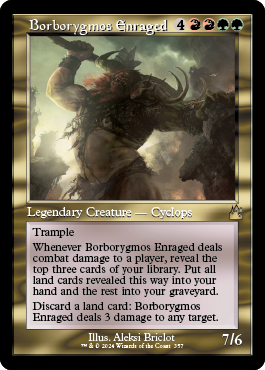 Borborygmos Enraged 4
Legendary Creature — Cyclops
Trample
Whenever Borborygmos Enraged deals
combat damage to a player, reveal the
top three cards of your library. Put all
land cards revealed this way into your
hand and the rest into your graveyard.
Discard a land card: Borborygmos
Enraged deals 3 damage to any target.
Illus. Aleksi Briclot
7/6
™ & © 2024 Wizards of the Coast 357